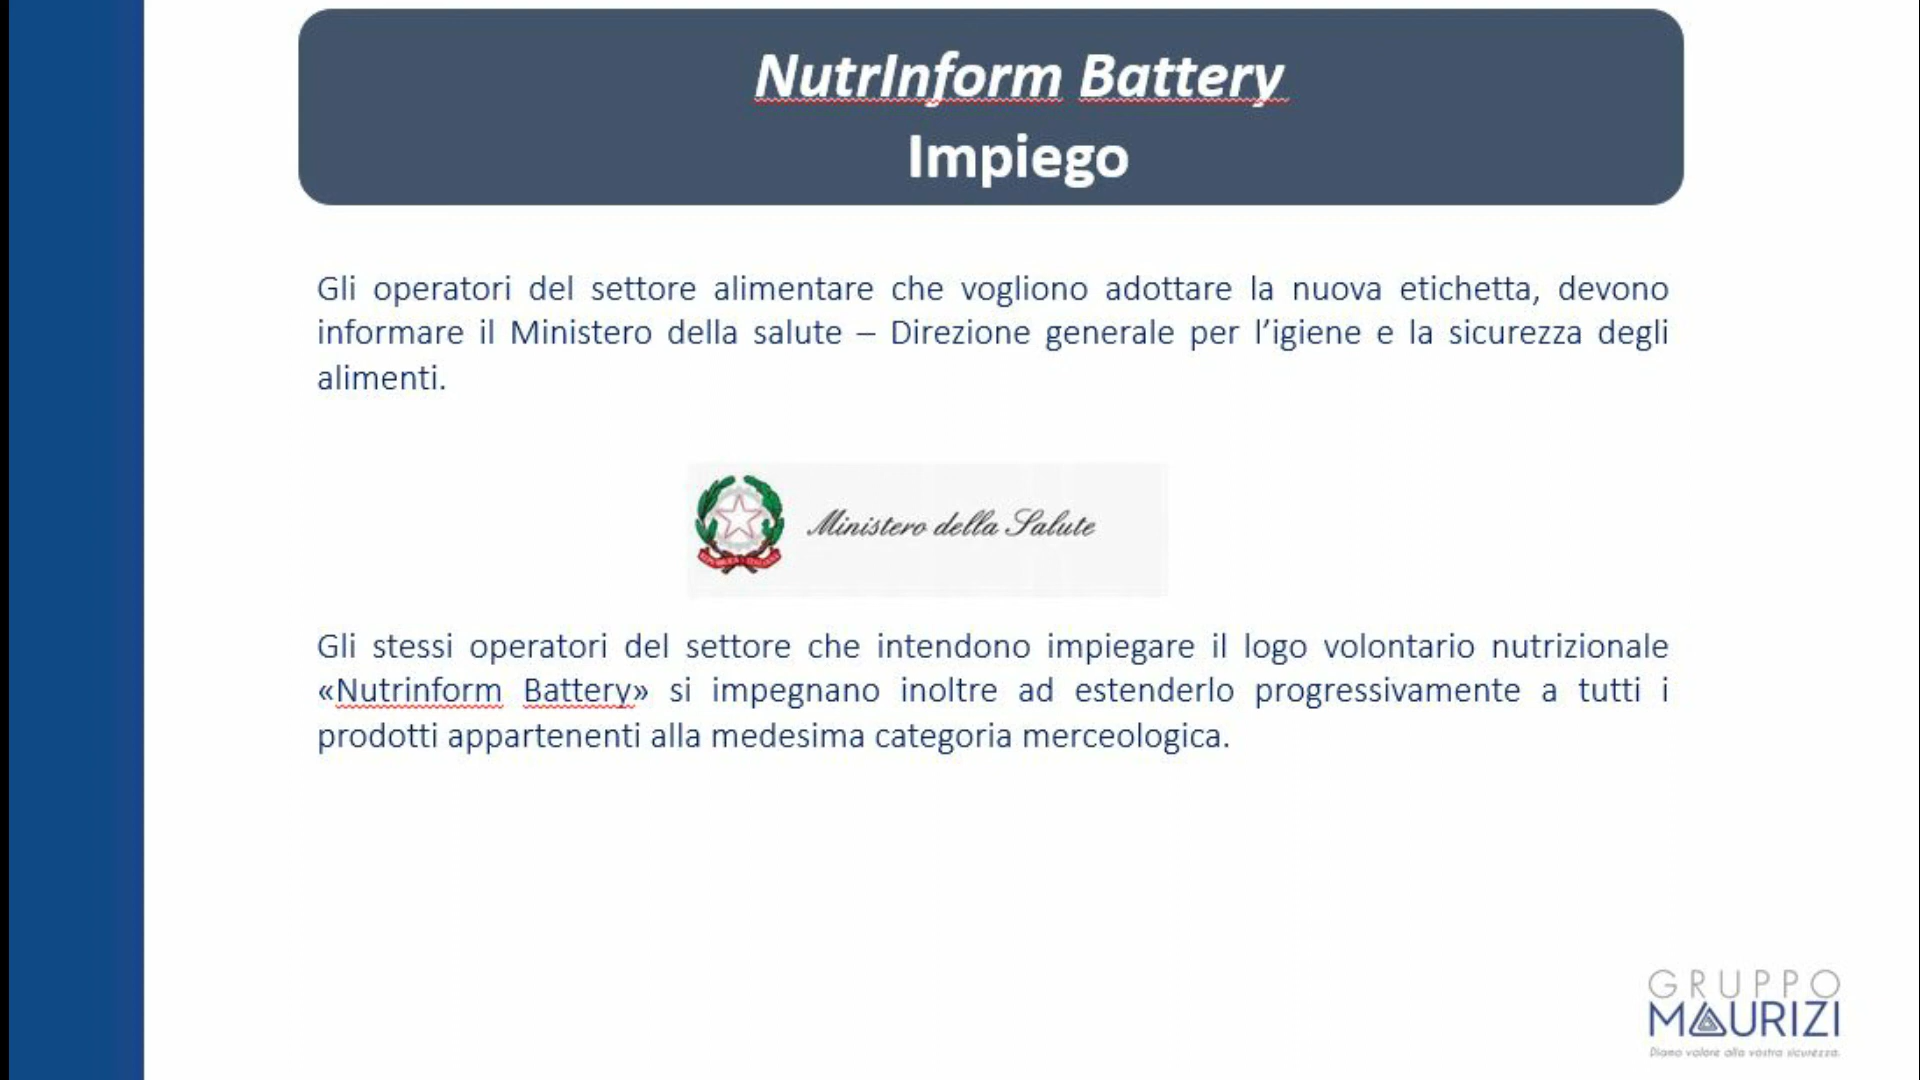 NutrInform Battery
Impiego
Gli operatori del settore alimentare che vogliono adottare la nuova etichetta, devono
informare il Ministero della salute – Direzione generale per l’igiene e la sicurezza degli
alimenti.
Ministero della Salute
Gli stessi operatori del settore che intendono impiegare il logo volontario nutrizionale
«Nutrinform Battery» si impegnano inoltre ad estenderlo progressivamente a tutti i
prodotti appartenenti alla medesima categoria merceologica.
GRUPPO
MAURIZI
Diamo valore alla vostra sicurezza.